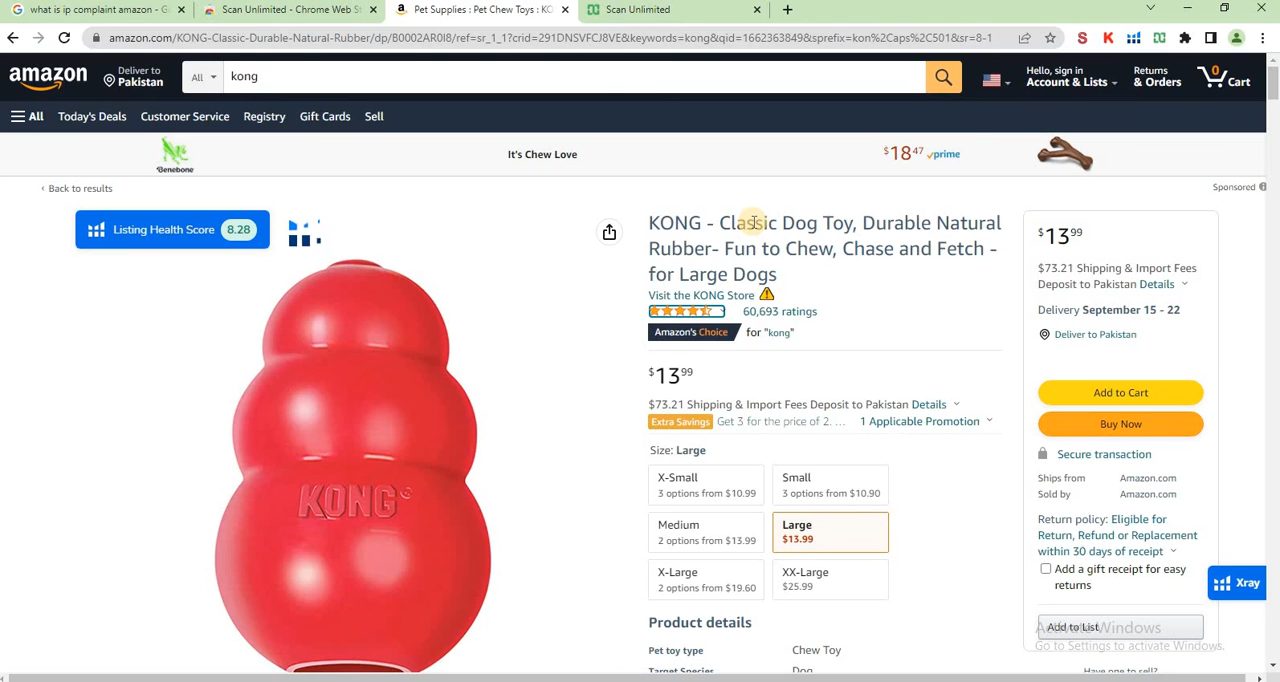 what is ip complaint amazon - G
Scan Unlimited - Chrome Web St
Pet Supplies : Pet Chew Toys : KO
Scan Unlimited
amazon.com/KONG-Classic-Durable-Natural-Rubber/dp/B0002AR0I8/ref=sr_1_1?crid=291DNSVFCJ8VE&keywords=kong&qid=1662363849&sprefix=kon%2Caps%2C501&sr=8-1
amazon
Deliver to
Pakistan
All
kong
Hello, sign in
Account & Lists
Returns
& Orders
0
Cart
All Today's Deals Customer Service Registry Gift Cards Sell
Benebone
It's Chew Love
$18 47 prime
‹ Back to results
Sponsored
Listing Health Score 8.28
KONG - Classic Dog Toy, Durable Natural
Rubber- Fun to Chew, Chase and Fetch -
for Large Dogs
Visit the KONG Store
60,693 ratings
Amazon's Choice for "kong"
$13 99
$73.21 Shipping & Import Fees Deposit to Pakistan Details
Extra Savings Get 3 for the price of 2. ... 1 Applicable Promotion
Size: Large
X-Small
3 options from $10.99
Small
3 options from $10.90
Medium
2 options from $13.99
Large
$13.99
X-Large
2 options from $19.60
XX-Large
$25.99
Product details
Pet toy type Chew Toy
Target Species Dog
KONG®
$13 99
$73.21 Shipping & Import Fees
Deposit to Pakistan Details
Delivery September 15 - 22
Deliver to Pakistan
Add to Cart
Buy Now
Secure transaction
Ships from Amazon.com
Sold by Amazon.com
Return policy: Eligible for
Return, Refund or Replacement
within 30 days of receipt
Add a gift receipt for easy
returns
Xray
Add to List
Activate Windows
Go to Settings to activate Windows.
Have one to sell?